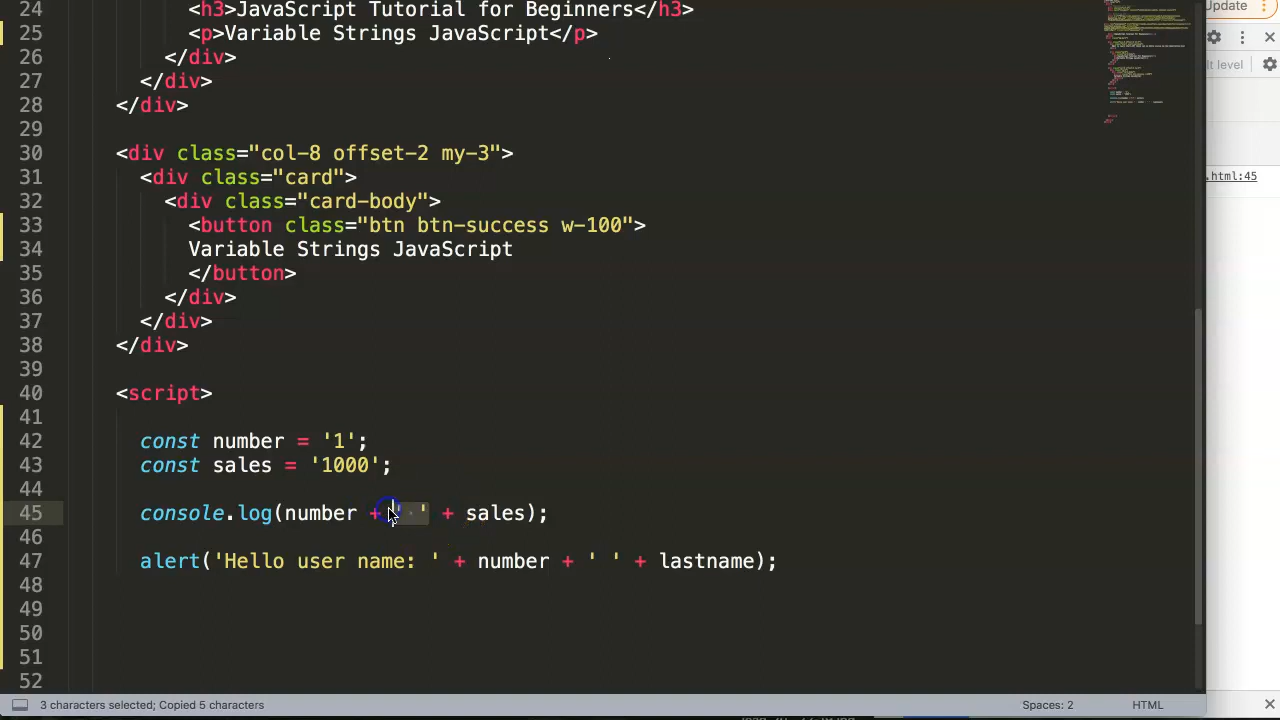 24 <h3>JavaScript Tutorial for Beginners</h3>
25 <p>Variable Strings JavaScript</p>
26 </div>
27 </div>
28 </div>
29
30 <div class="col-8 offset-2 my-3">
31 <div class="card">
32 <div class="card-body">
33 <button class="btn btn-success w-100">
34 Variable Strings JavaScript
35 </button>
36 </div>
37 </div>
38 </div>
39
40 <script>
41
42 const number = '1';
43 const sales = '1000';
44
45 console.log(number + ' ' + sales);
46
47 alert('Hello user name: ' + number + ' ' + lastname);
48
49
50
51
52
3 characters selected; Copied 5 characters
Spaces: 2
HTML
Update
lt level
.html:45